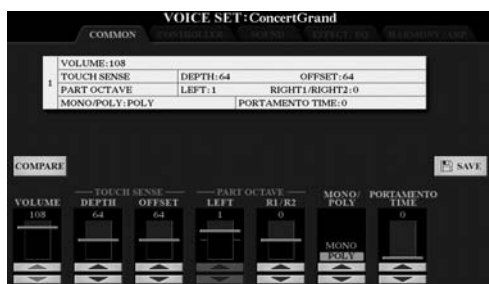 VOICE SET:ConcertGrand
COMMON CONTROLLER SOUND EFFECT/EQ HARMONY/ARP
1
VOLUME:108
TOUCH SENSE DEPTH:64 OFFSET:64
PART OCTAVE LEFT:1 RIGHT1/RIGHT2:0
MONO/POLY:POLY PORTAMENTO TIME:0
COMPARE SAVE
TOUCH SENSE PART OCTAVE MONO/ PORTAMENTO
VOLUME DEPTH OFFSET LEFT R1/R2 POLY TIME
108 64 64 1 0 0
MONO
POLY